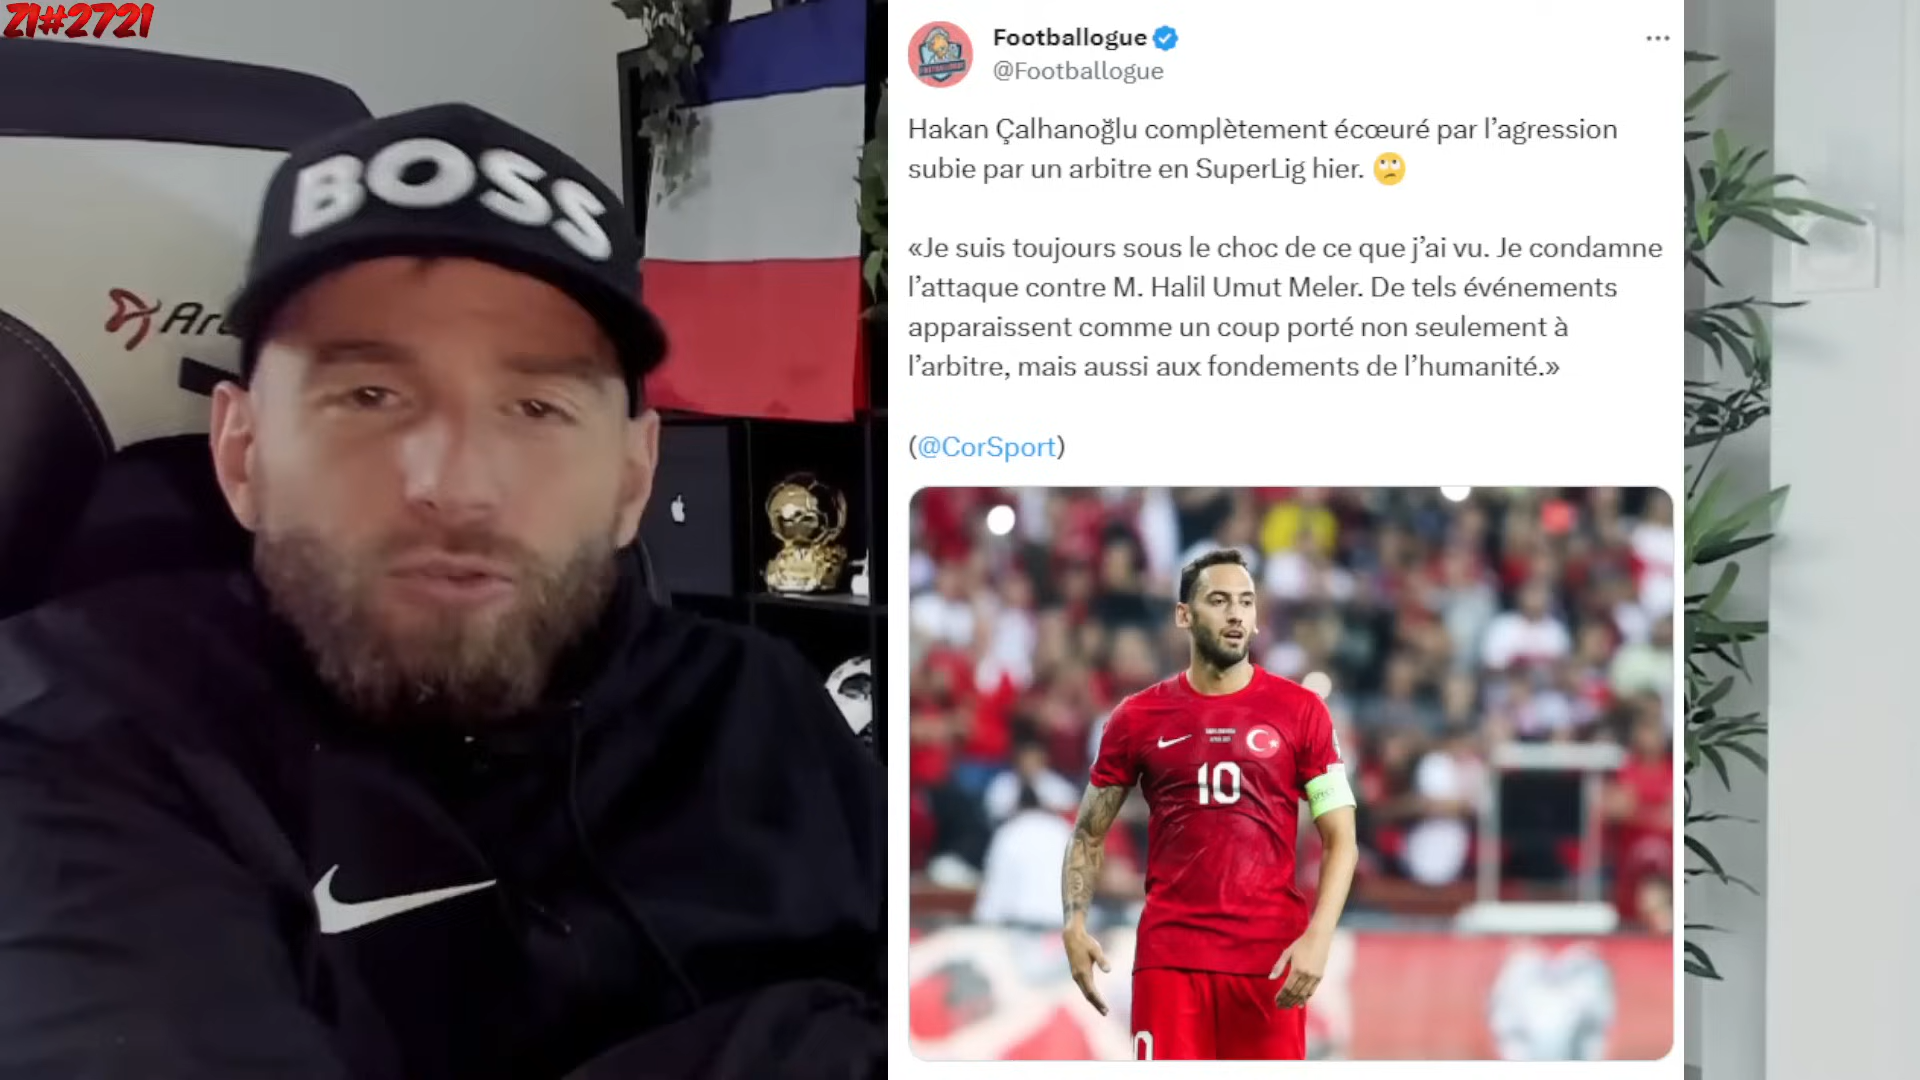 Z1#2721
BOSS
Footballogue
@Footballogue
Hakan Çalhanoğlu complètement écœuré par l’agression
subie par un arbitre en SuperLig hier. 🙄
«Je suis toujours sous le choc de ce que j’ai vu. Je condamne
l’attaque contre M. Halil Umut Meler. De tels événements
apparaissent comme un coup porté non seulement à
l’arbitre, mais aussi aux fondements de l’humanité.»
(@CorSport)
10